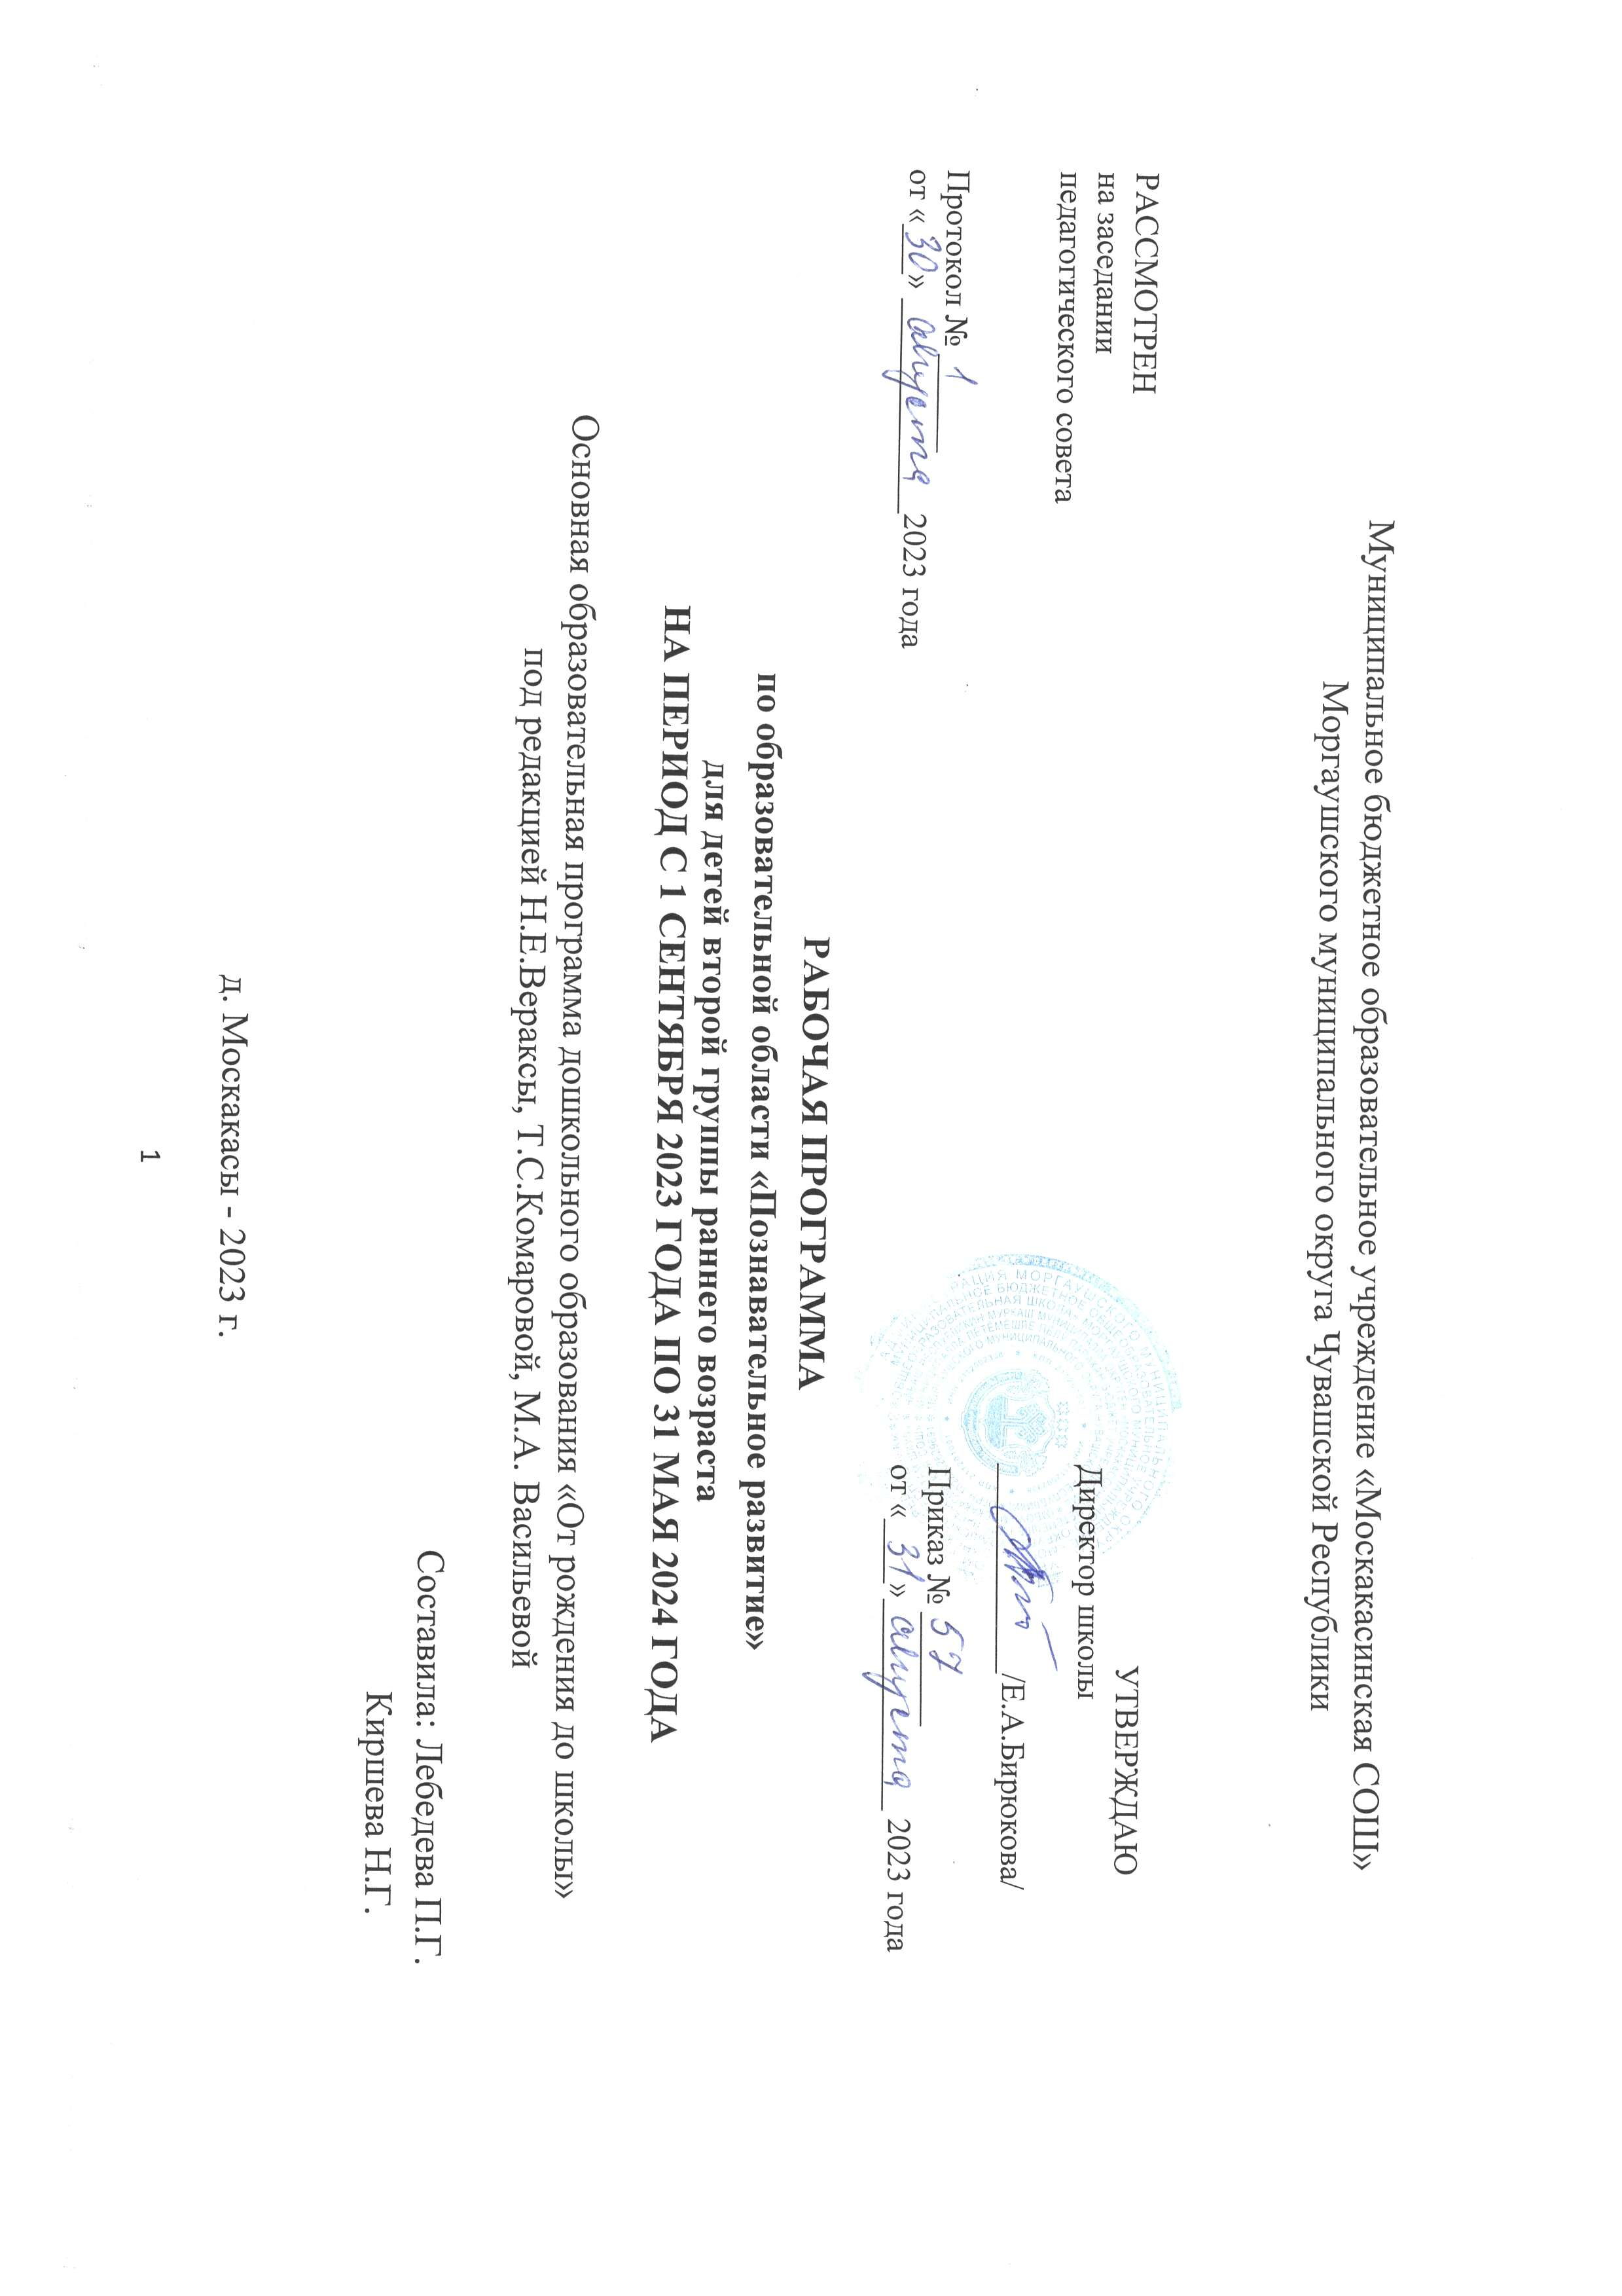 Муниципальное бюджетное образовательное учреждение «Москакасинская СОШ»
Моргаушского муниципального округа Чувашской Республики
РАССМОТРЕН
на заседании
педагогического совета
Протокол № 1
от «30» августа 2023 года
УТВЕРЖДАЮ
Директор школы
/Е.А.Бирюкова/
Приказ № 57
от « 31» августа 2023 года
РАБОЧАЯ ПРОГРАММА
по образовательной области «Познавательное развитие»
для детей второй группы раннего возраста
НА ПЕРИОД С 1 СЕНТЯБРЯ 2023 ГОДА ПО 31 МАЯ 2024 ГОДА
Основная образовательная программа дошкольного образования «От рождения до школы»
под редакцией Н.Е.Вераксы, Т.С.Комаровой, М.А. Васильевой
Составила: Лебедева П.Г.
Киршева Н.Г.
д. Москакасы - 2023 г.
1